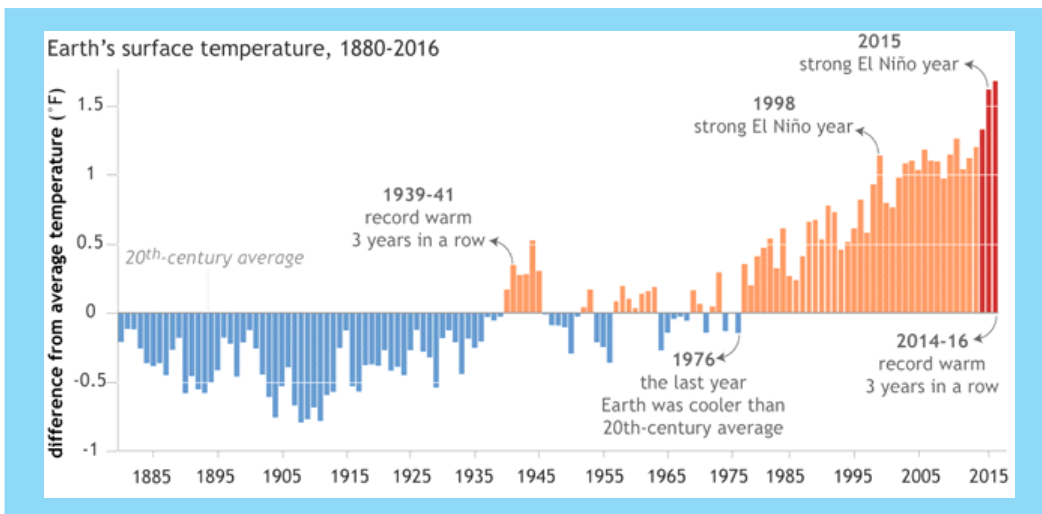 Earth's surface temperature, 1880-2016
difference from average temperature (°F)
1.5
1
0.5
0
-0.5
-1
20th-century average
1939-41
record warm
3 years in a row
1998
strong El Niño year
2015
strong El Niño year
1976
the last year
Earth was cooler than
20th-century average
2014-16
record warm
3 years in a row
1885 1895 1905 1915 1925 1935 1945 1955 1965 1975 1985 1995 2005 2015